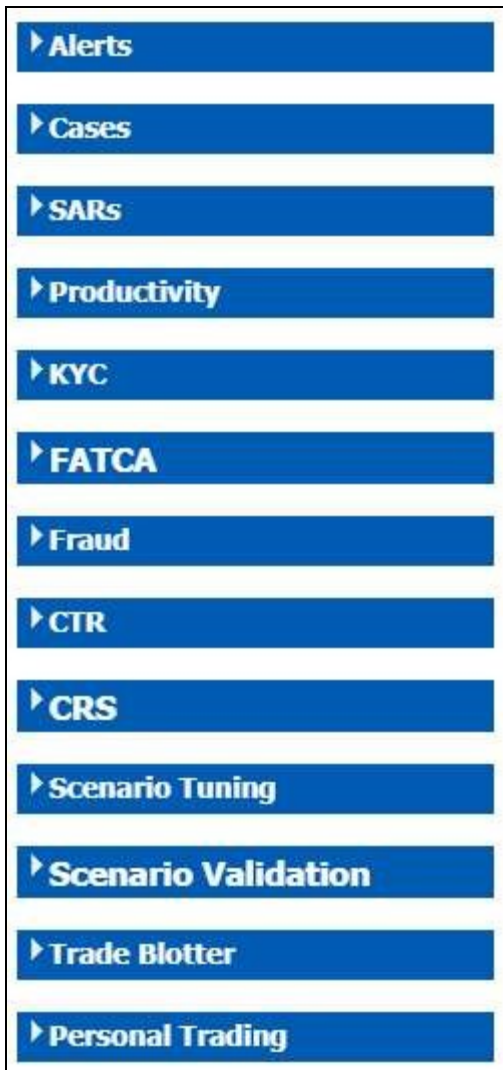 Alerts
Cases
SARs
Productivity
KYC
FATCA
Fraud
CTR
CRS
Scenario Tuning
Scenario Validation
Trade Blotter
Personal Trading